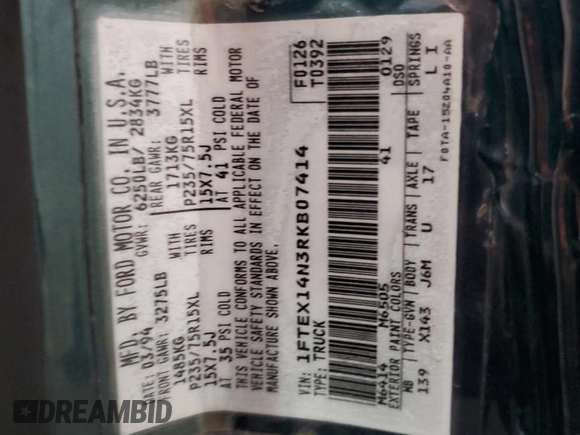 MFD. BY FORD MOTOR CO. IN U.S.A.
DATE: 03/94 GVWR: 6250LB/ 2834KG
FRONT GAWR: 3275LB REAR GAWR: 3777LB
1485KG WITH 1713KG WITH
P235/75R15XL TIRES P235/75R15XL TIRES
15X7.5J RIMS 15X7.5J RIMS
AT 35 PSI COLD AT 41 PSI COLD
THIS VEHICLE CONFORMS TO ALL APPLICABLE FEDERAL MOTOR
VEHICLE SAFETY STANDARDS IN EFFECT ON THE DATE OF
MANUFACTURE SHOWN ABOVE.
VIN: 1FTEX14N3RKB07414 F0126
TYPE: TRUCK T0392
M6414 M6505 41 0129
EXTERIOR PAINT COLORS DSO
WB TYPE-GVW BODY TRANS AXLE TAPE SPRINGS
139 X143 J6M U 17 L I
F0TA-15204A10-AA
DREAMBID